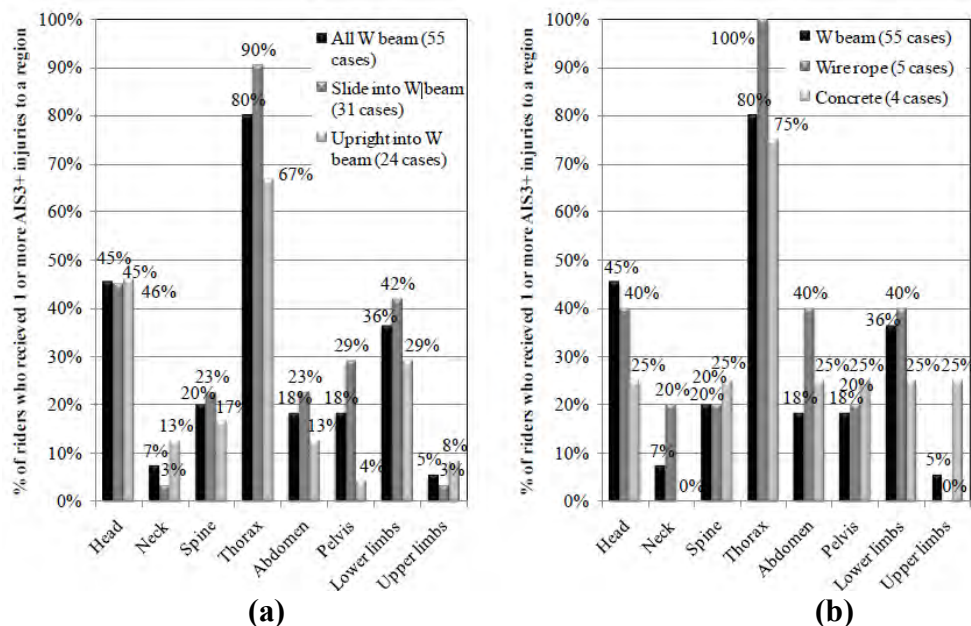 % of riders who recieved 1 or more AIS3+ injuries to a region
100%
90%
80%
70%
60%
50%
40%
30%
20%
10%
0%
All W beam (55
cases)
Slide into W|beam
(31 cases)
Upright into W
beam (24 cases)
45%
45%
46%
7%
3%
13%
20%
23%
17%
80%
90%
67%
18%
23%
13%
18%
29%
4%
36%
42%
29%
5%
3%
8%
Head
Neck
Spine
Thorax
Abdomen
Pelvis
Lower limbs
Upper limbs
(a)
% of riders who recieved 1 or more AIS3+ injuries to a region
100%
90%
80%
70%
60%
50%
40%
30%
20%
10%
0%
W beam (55 cases)
Wire rope (5 cases)
Concrete (4 cases)
45%
40%
25%
7%
20%
0%
20%
20%
25%
80%
100%
75%
18%
40%
25%
18%
20%
25%
36%
40%
25%
5%
0%
25%
Head
Neck
Spine
Thorax
Abdomen
Pelvis
Lower limbs
Upper limbs
(b)